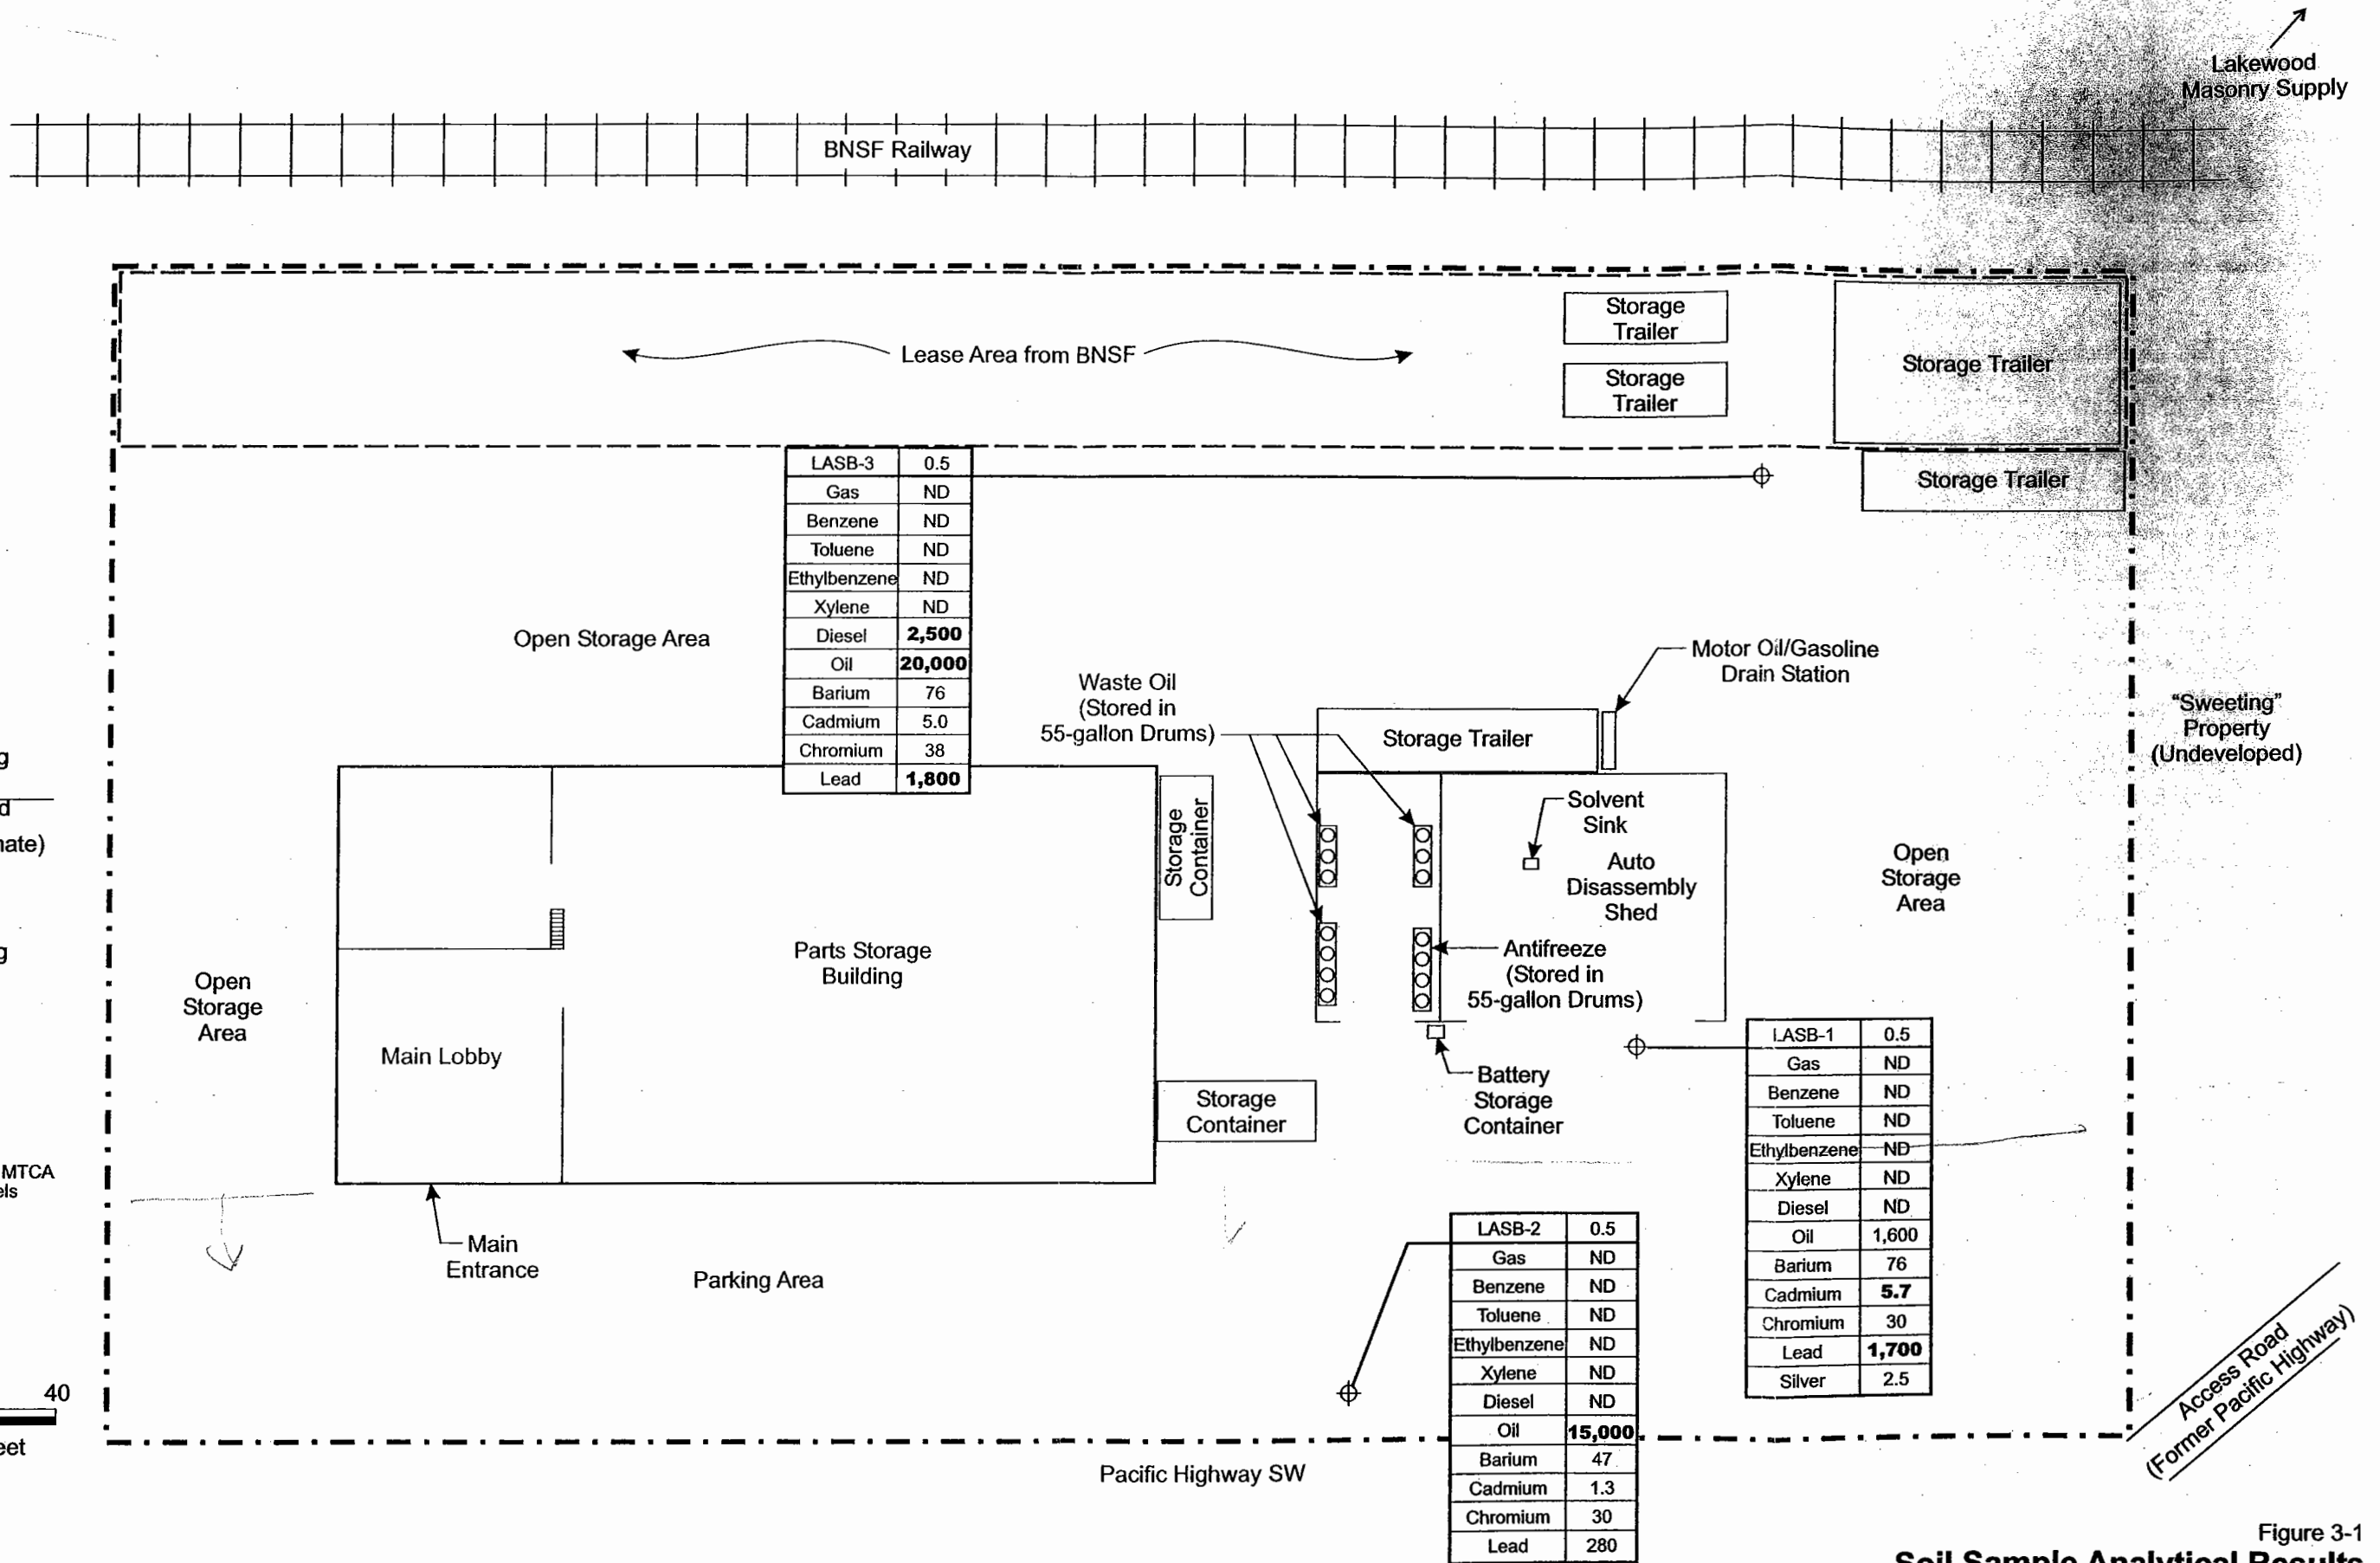 Lakewood
Masonry Supply
BNSF Railway
Storage
Trailer
Storage
Trailer
Storage Trailer
Lease Area from BNSF
Storage Trailer
LASB-3 0.5
Gas ND
Benzene ND
Toluene ND
Ethylbenzene ND
Xylene ND
Diesel 2,500
Oil 20,000
Barium 76
Cadmium 5.0
Chromium 38
Lead 1,800
Open Storage Area
Waste Oil
(Stored in
55-gallon Drums)
Motor Oil/Gasoline
Drain Station
Storage Trailer
"Sweeting"
Property
(Undeveloped)
Storage
Container
Solvent
Sink
Auto
Disassembly
Shed
Open
Storage
Area
Parts Storage
Building
Antifreeze
(Stored in
55-gallon Drums)
Open
Storage
Area
Main Lobby
Storage
Container
Battery
Storage
Container
LASB-1 0.5
Gas ND
Benzene ND
Toluene ND
Ethylbenzene ND
Xylene ND
Diesel ND
Oil 1,600
Barium 76
Cadmium 5.7
Chromium 30
Lead 1,700
Silver 2.5
MTCA
Main
Entrance
Parking Area
LASB-2 0.5
Gas ND
Benzene ND
Toluene ND
Ethylbenzene ND
Xylene ND
Diesel ND
Oil 15,000
Barium 47
Cadmium 1.3
Chromium 30
Lead 280
40
Pacific Highway SW
Access Road
(Former Pacific Highway)
Figure 3-1
Soil Sample Analytical Results